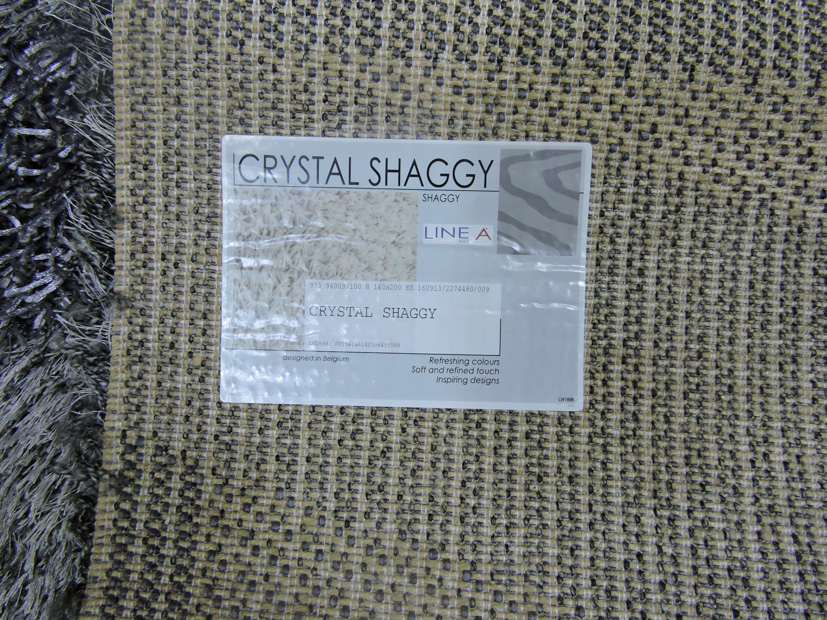 CRYSTAL SHAGGY
SHAGGY
LINE A
CRYSTAL SHAGGY
designed in Belgium
Refreshing colours
Soft and refined touch
Inspiring designs